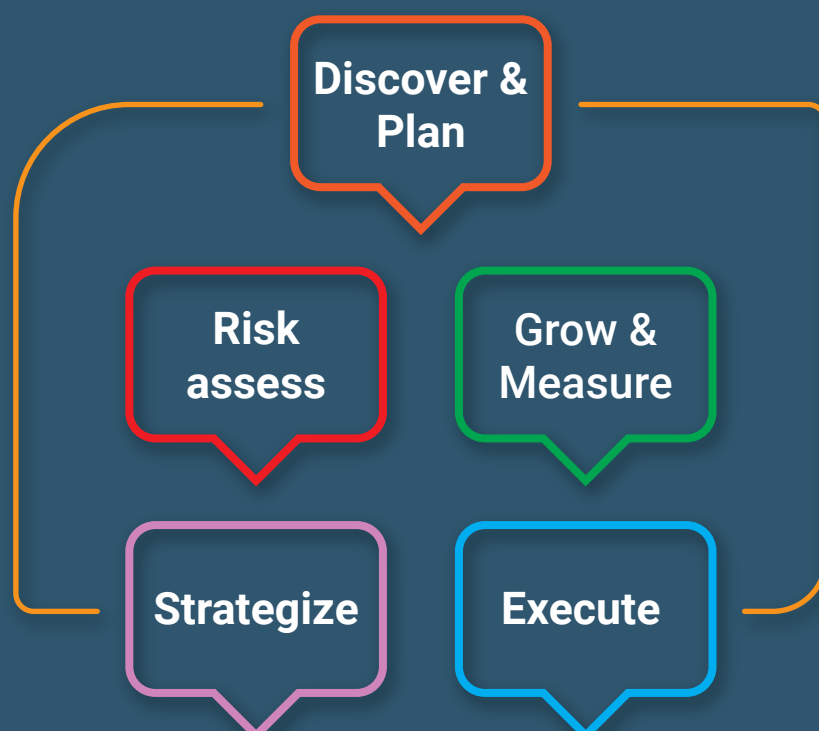 Discover &
Plan
Risk
assess
Grow &
Measure
Strategize
Execute